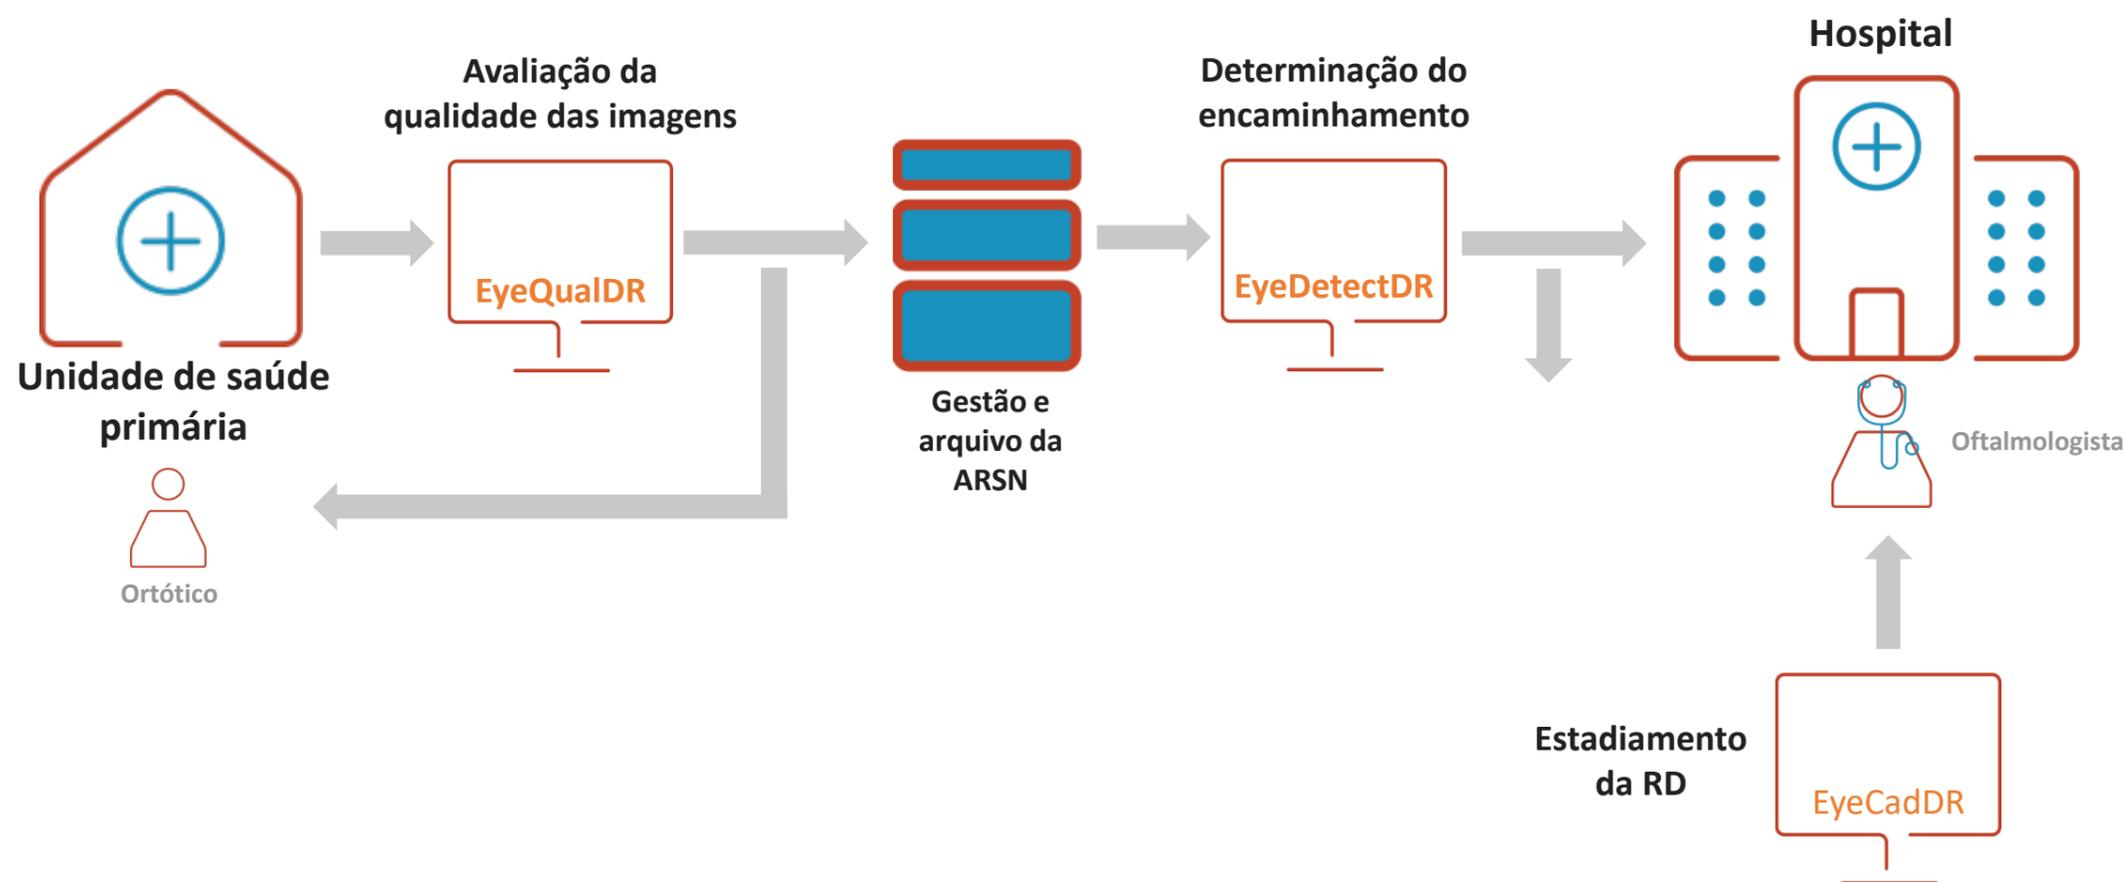 Unidade de saúde
primária
Ortótico
Avaliação da
qualidade das imagens
EyeQualDR
Gestão e
arquivo da
ARSN
Determinação do
encaminhamento
EyeDetectDR
Hospital
Oftalmologista
Estadiamento
da RD
EyeCadDR